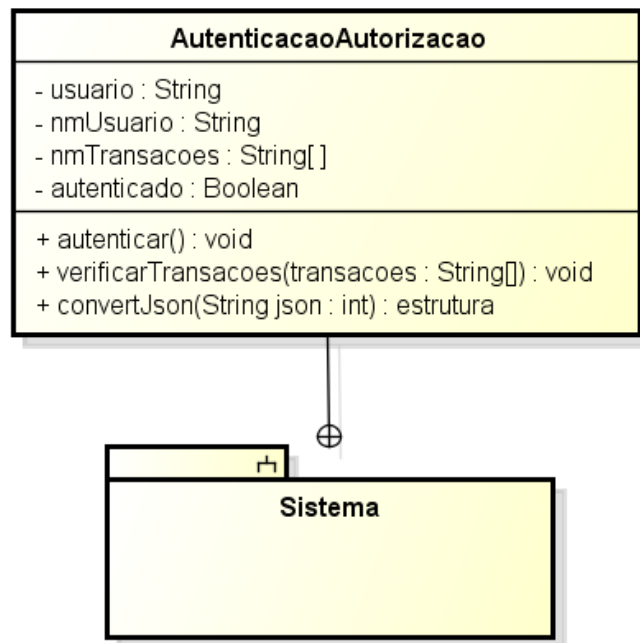 AutenticacaoAutorizacao
- usuario : String
- nmUsuario : String
- nmTransacoes : String[ ]
- autenticado : Boolean
+ autenticar() : void
+ verificarTransacoes(transacoes : String[]) : void
+ convertJson(String json : int) : estrutura
Sistema